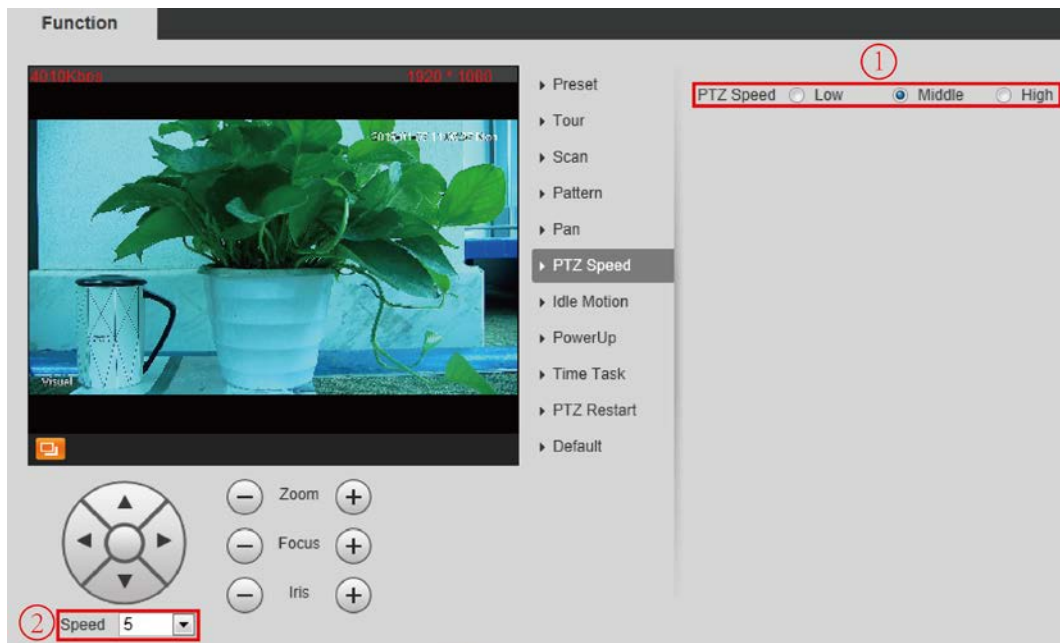 Function
4010Kbps 1920 * 1080
Visual
Preset
Tour
Scan
Pattern
Pan
PTZ Speed
Idle Motion
PowerUp
Time Task
PTZ Restart
Default
①
PTZ Speed Low Middle High
Zoom
Focus
Iris
② Speed 5